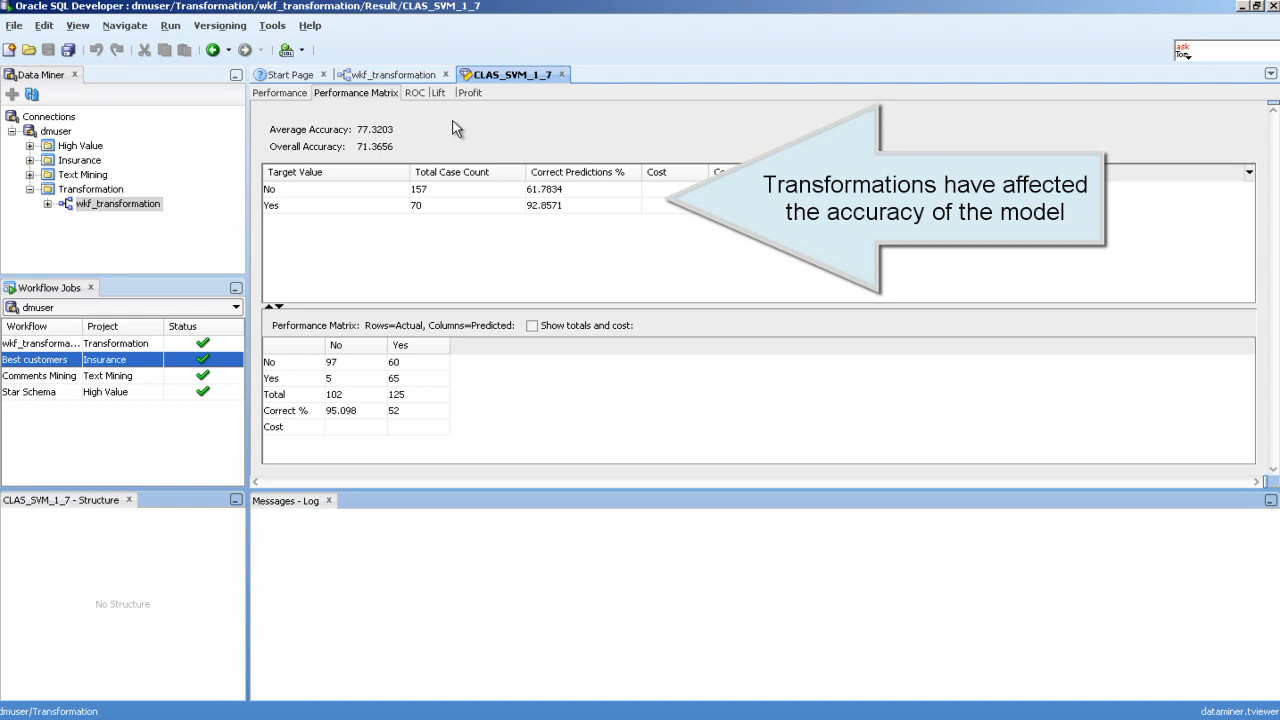 Oracle SQL Developer : dmuser/Transformation/wkf_transformation/Result/CLAS_SVM_1_7
File Edit View Navigate Run Versioning Tools Help
ask
Tom
Data Miner Start Page wkf_transformation CLAS_SVM_1_7
Performance Performance Matrix ROC Lift Profit
Connections
dmuser
High Value
Insurance
Text Mining
Transformation
wkf_transformation
Average Accuracy: 77.3203
Overall Accuracy: 71.3656
Target Value Total Case Count Correct Predictions % Cost
No 157 61.7834
Yes 70 92.8571
Transformations have affected
the accuracy of the model
Workflow Jobs
dmuser
Workflow Project Status
wkf_transforma... Transformation
Best customers Insurance
Comments Mining Text Mining
Star Schema High Value
Performance Matrix: Rows=Actual, Columns=Predicted: Show totals and cost:
No Yes
No 97 60
Yes 5 65
Total 102 125
Correct % 95.098 52
Cost
CLAS_SVM_1_7 - Structure
No Structure
Messages - Log
dmuser/Transformation
dataminer.tviewer